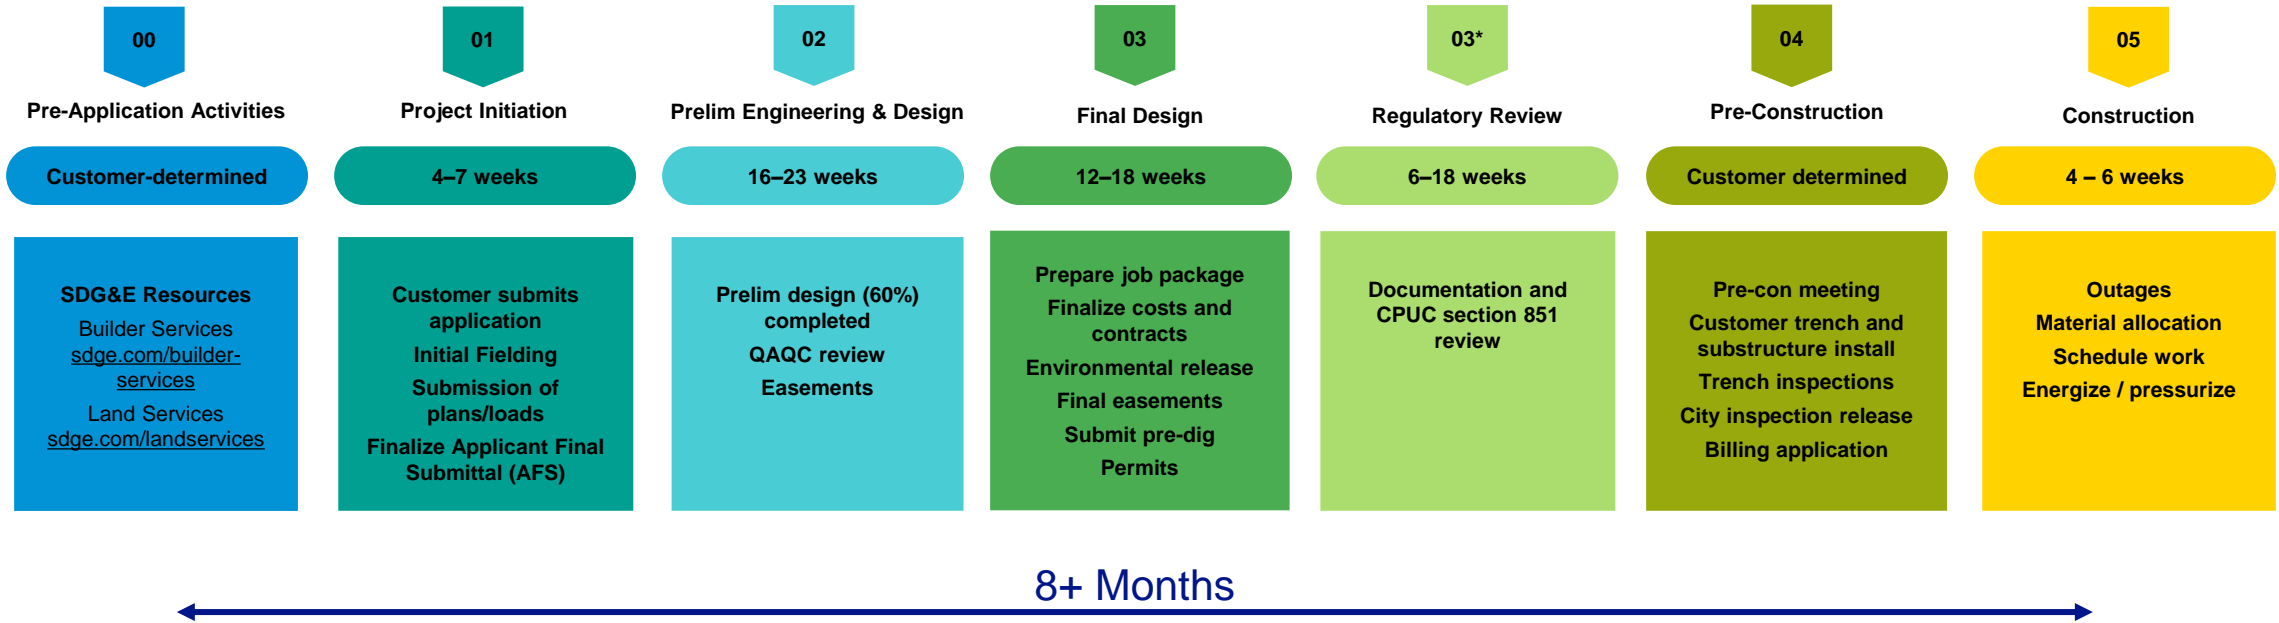 00
Pre-Application Activities
Customer-determined
SDG&E Resources
Builder Services
sdge.com/builder-
services
Land Services
sdge.com/landservices
01
Project Initiation
4–7 weeks
Customer submits
application
Initial Fielding
Submission of
plans/loads
Finalize Applicant Final
Submittal (AFS)
02
Prelim Engineering & Design
16–23 weeks
Prelim design (60%)
completed
QAQC review
Easements
03
Final Design
12–18 weeks
Prepare job package
Finalize costs and
contracts
Environmental release
Final easements
Submit pre-dig
Permits
03*
Regulatory Review
6–18 weeks
Documentation and
CPUC section 851
review
04
Pre-Construction
Customer determined
Pre-con meeting
Customer trench and
substructure install
Trench inspections
City inspection release
Billing application
05
Construction
4 – 6 weeks
Outages
Material allocation
Schedule work
Energize / pressurize
8+ Months